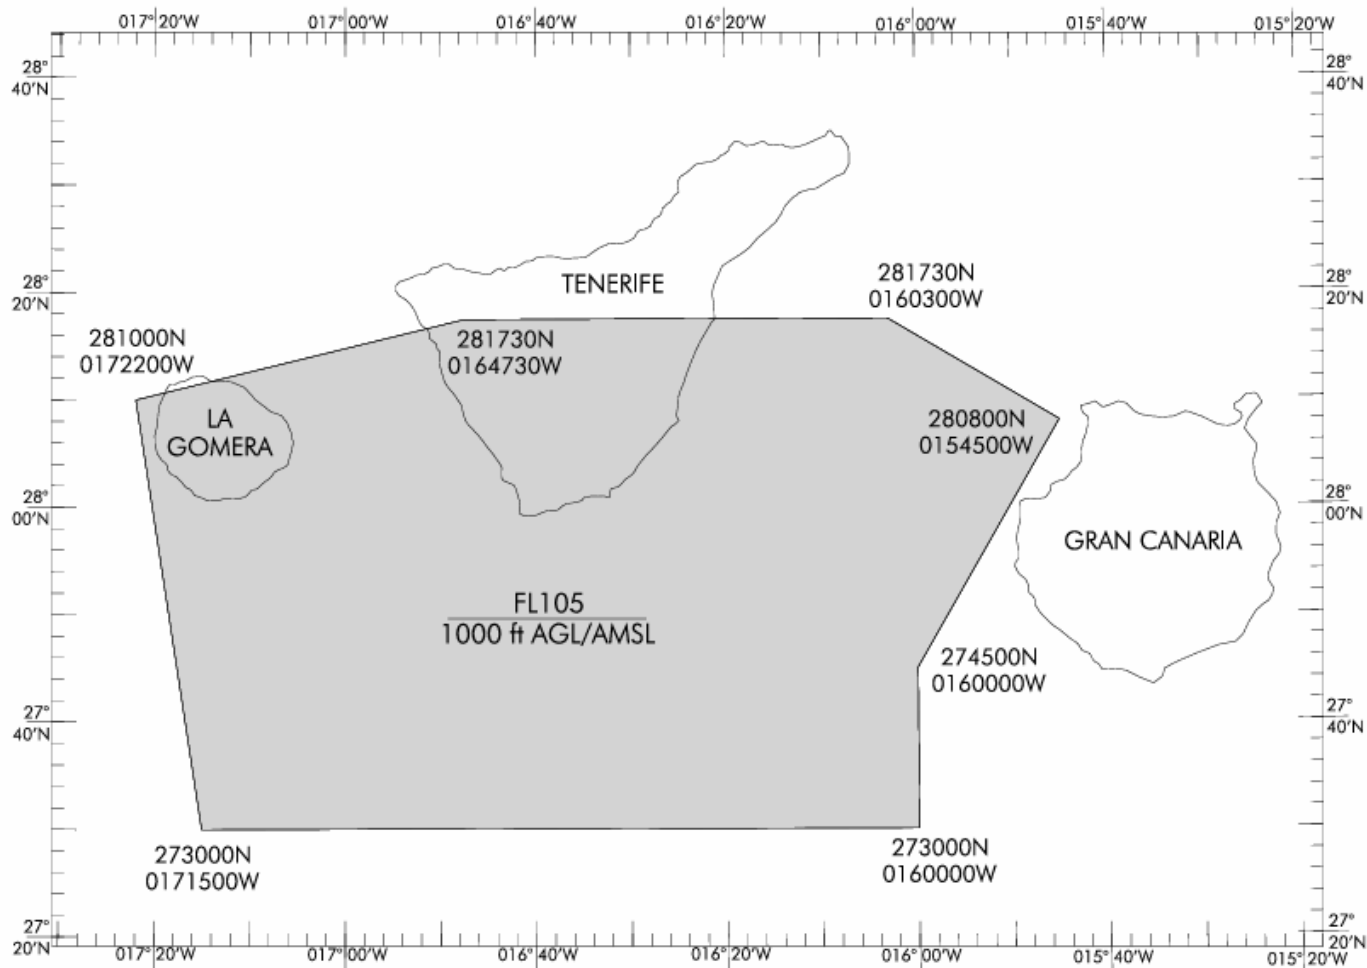 017°20'W 017°00'W 016°40'W 016°20'W 016°00'W 015°40'W 015°20'W
28°
40'N
28°
40'N
TENERIFE
281730N
0160300W
28°
20'N
28°
20'N
281000N
0172200W
281730N
0164730W
LA
GOMERA
280800N
0154500W
28°
00'N
28°
00'N
GRAN CANARIA
FL105
1000 ft AGL/AMSL
274500N
0160000W
27°
40'N
27°
40'N
273000N
0171500W
273000N
0160000W
27°
20'N
27°
20'N
017°20'W 017°00'W 016°40'W 016°20'W 016°00'W 015°40'W 015°20'W